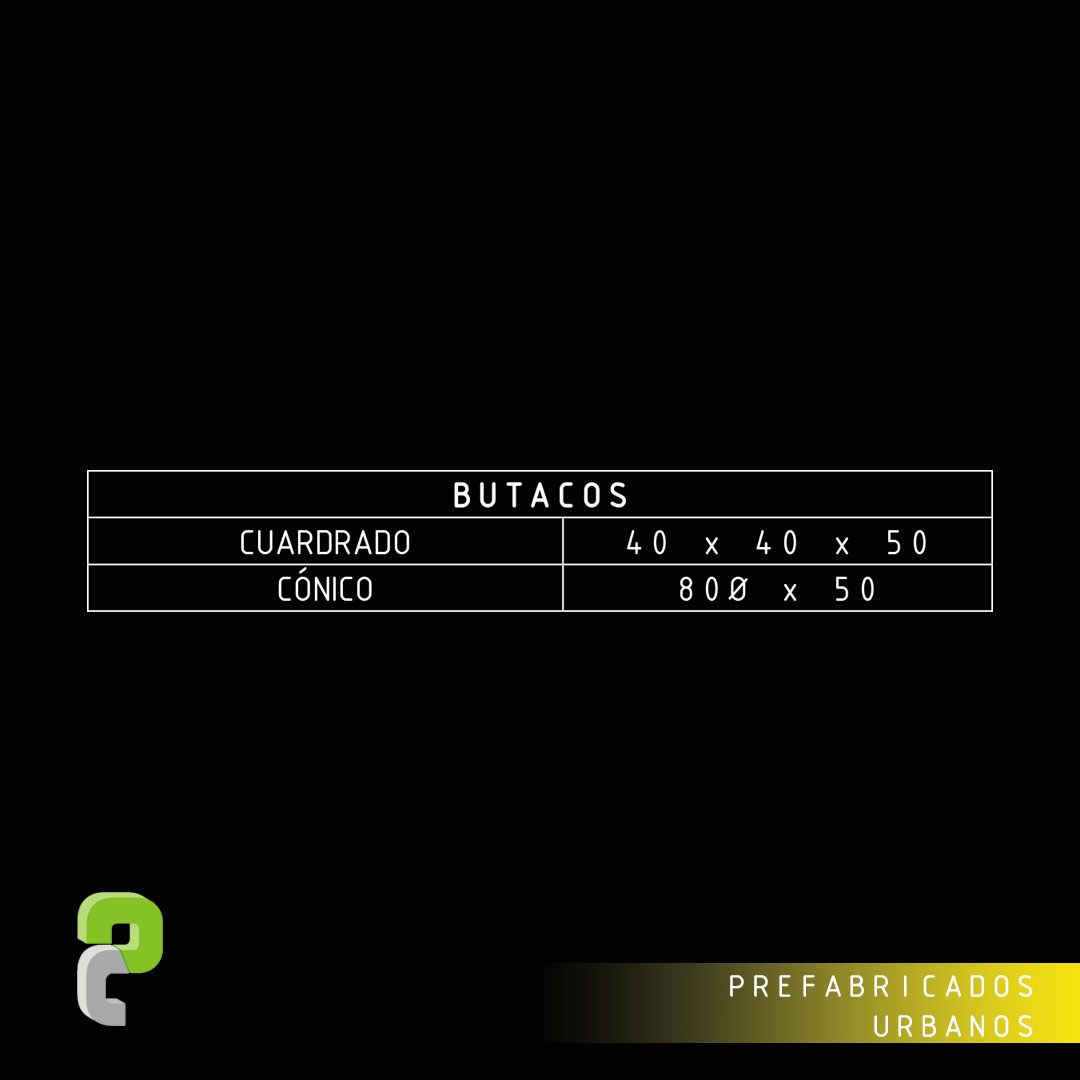 BUTACOS
CUARDRADO 40 x 40 x 50
CÓNICO 80Ø x 50
PREFABRICADOS
URBANOS